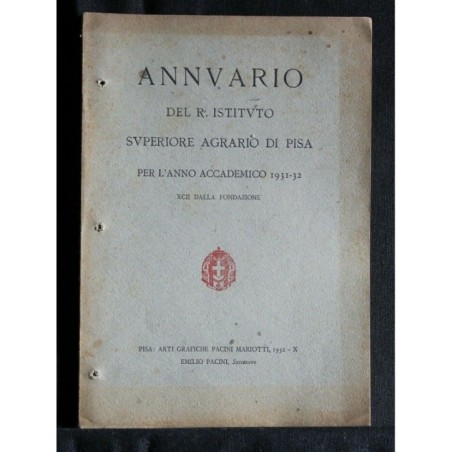 ANNVARIO
DEL R. ISTITVTO
SVPERIORE AGRARIO DI PISA
PER L'ANNO ACCADEMICO 1931-32
XCII DALLA FONDAZIONE
PISA: ARTI GRAFICHE PACINI MARIOTTI, 1932 - X
EMILIO PACINI, Successore